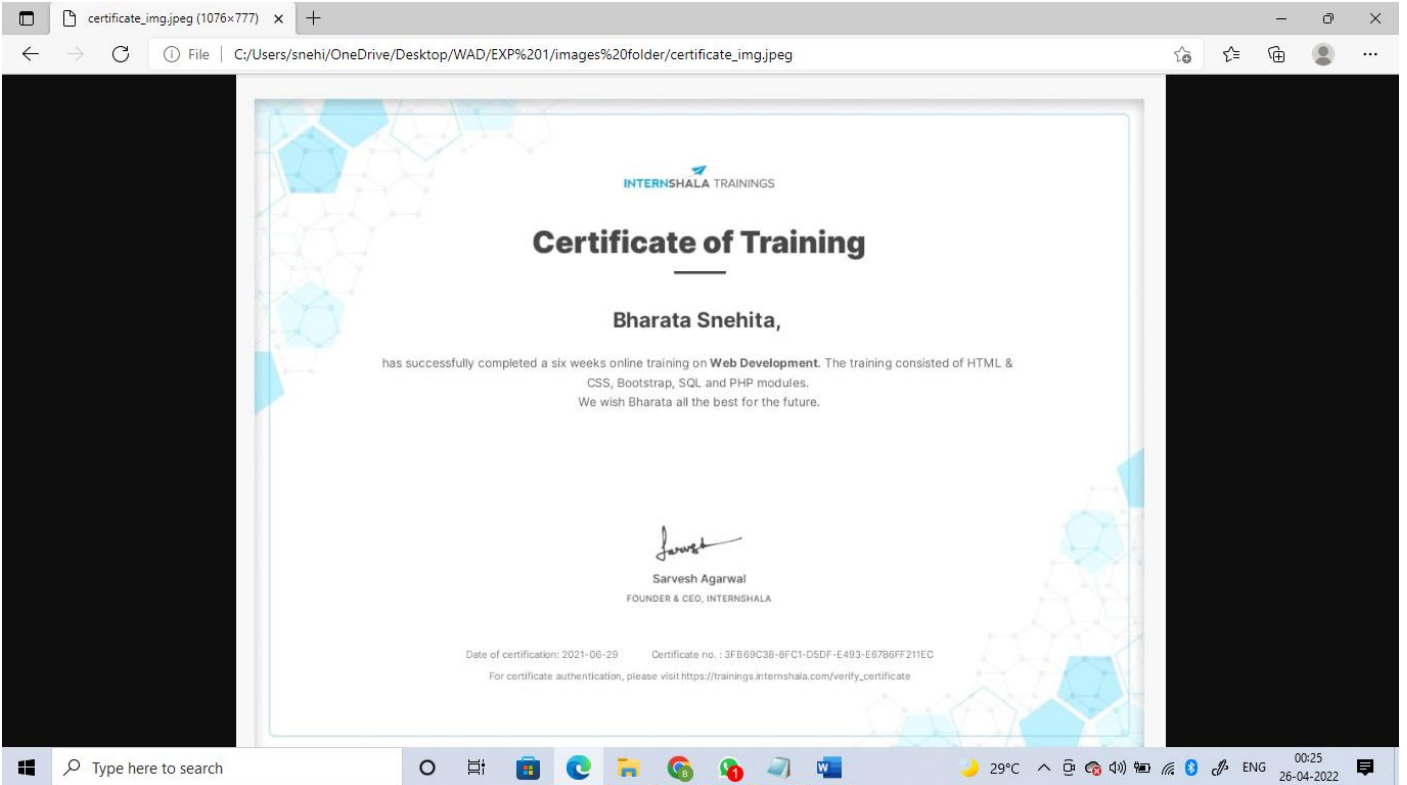 certificate_img.jpeg (1076×777)
File C:/Users/snehi/OneDrive/Desktop/WAD/EXP%201/images%20folder/certificate_img.jpeg
INTERNSHALA TRAININGS
Certificate of Training
Bharata Snehita,
has successfully completed a six weeks online training on Web Development. The training consisted of HTML &
CSS, Bootstrap, SQL and PHP modules.
We wish Bharata all the best for the future.
Sarvesh Agarwal
FOUNDER & CEO, INTERNSHALA
Date of certification: 2021-06-29 Certificate no. : 3FB69C38-8FC1-D5DF-E493-E67B6FF211EC
For certificate authentication, please visit https://trainings.internshala.com/verify_certificate
Type here to search
29°C ENG 00:25
26-04-2022